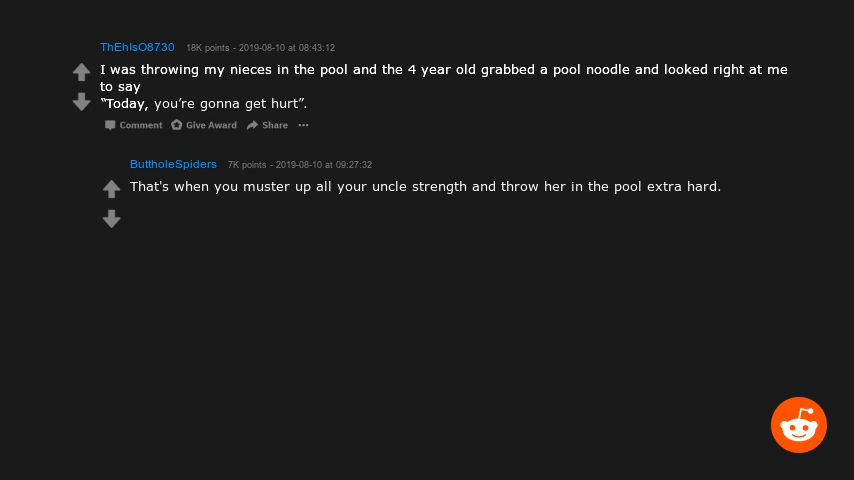 ThEhIsO8730 18K points - 2019-08-10 at 08:43:12
I was throwing my nieces in the pool and the 4 year old grabbed a pool noodle and looked right at me
to say
“Today, you’re gonna get hurt”.
Comment Give Award Share ···
ButtholeSpiders 7K points - 2019-08-10 at 09:27:32
That's when you muster up all your uncle strength and throw her in the pool extra hard.